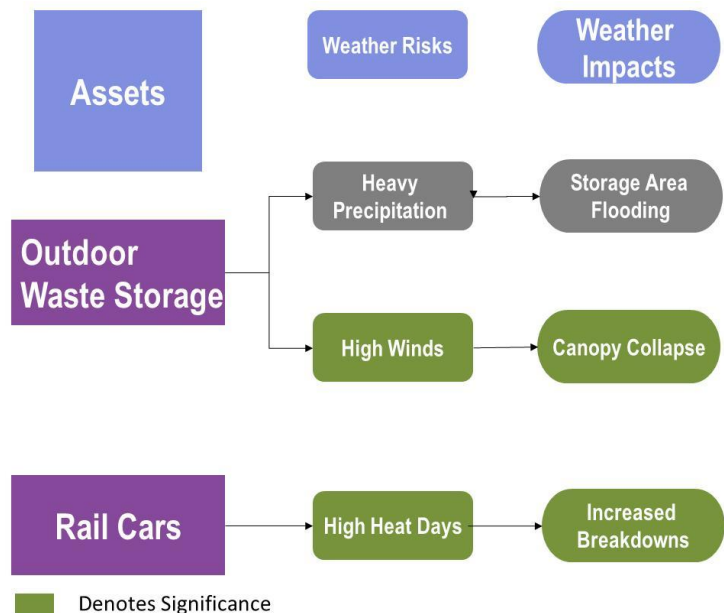 Assets
Weather Risks
Weather
Impacts
Heavy
Precipitation
Storage Area
Flooding
Outdoor
Waste Storage
High Winds
Canopy Collapse
Rail Cars
High Heat Days
Increased
Breakdowns
Denotes Significance